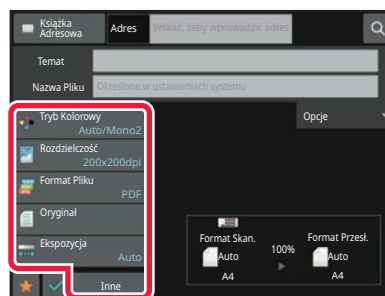 Książka
Adresowa
Adres
Wskaż, żeby wprowadzić adres
Temat
Nazwa Pliku
Określone w ustawieniach systemu
Tryb Kolorowy
Auto/Mono2
Opcje
Rozdzielczość
200x200dpi
Format Pliku
PDF
Oryginał
Ekspozycja
Auto
Inne
Format Skan.
Auto
A4
100%
Format Przesł.
Auto
A4